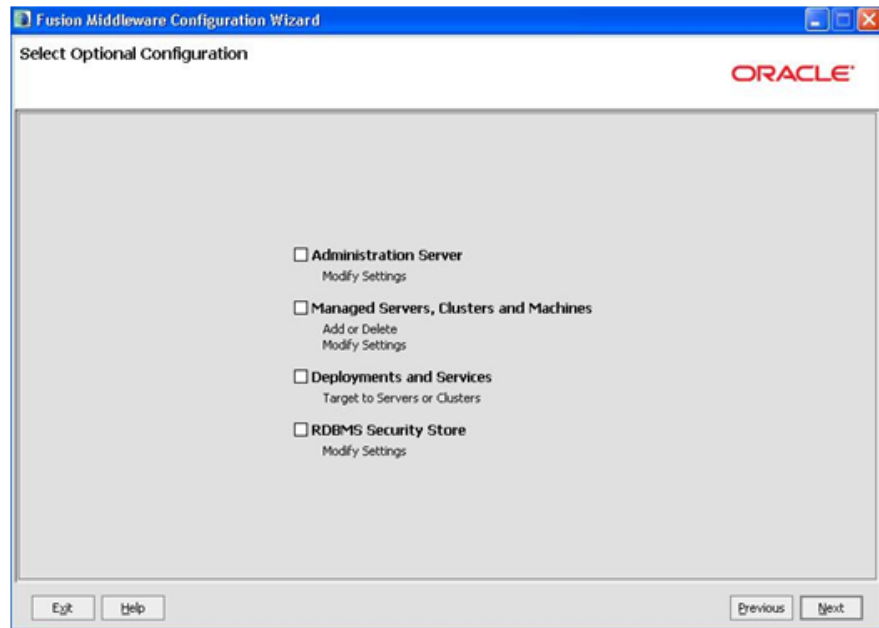 Fusion Middleware Configuration Wizard
Select Optional Configuration
ORACLE
Administration Server
Modify Settings
Managed Servers, Clusters and Machines
Add or Delete
Modify Settings
Deployments and Services
Target to Servers or Clusters
RDBMS Security Store
Modify Settings
Exit Help Previous Next